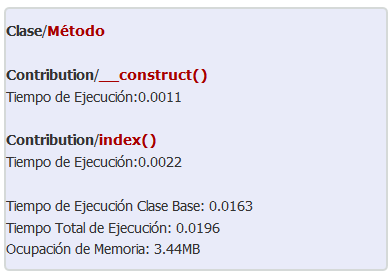 Clase/Método
Contribution/__construct()
Tiempo de Ejecución:0.0011
Contribution/index()
Tiempo de Ejecución:0.0022
Tiempo de Ejecución Clase Base: 0.0163
Tiempo Total de Ejecución: 0.0196
Ocupación de Memoria: 3.44MB